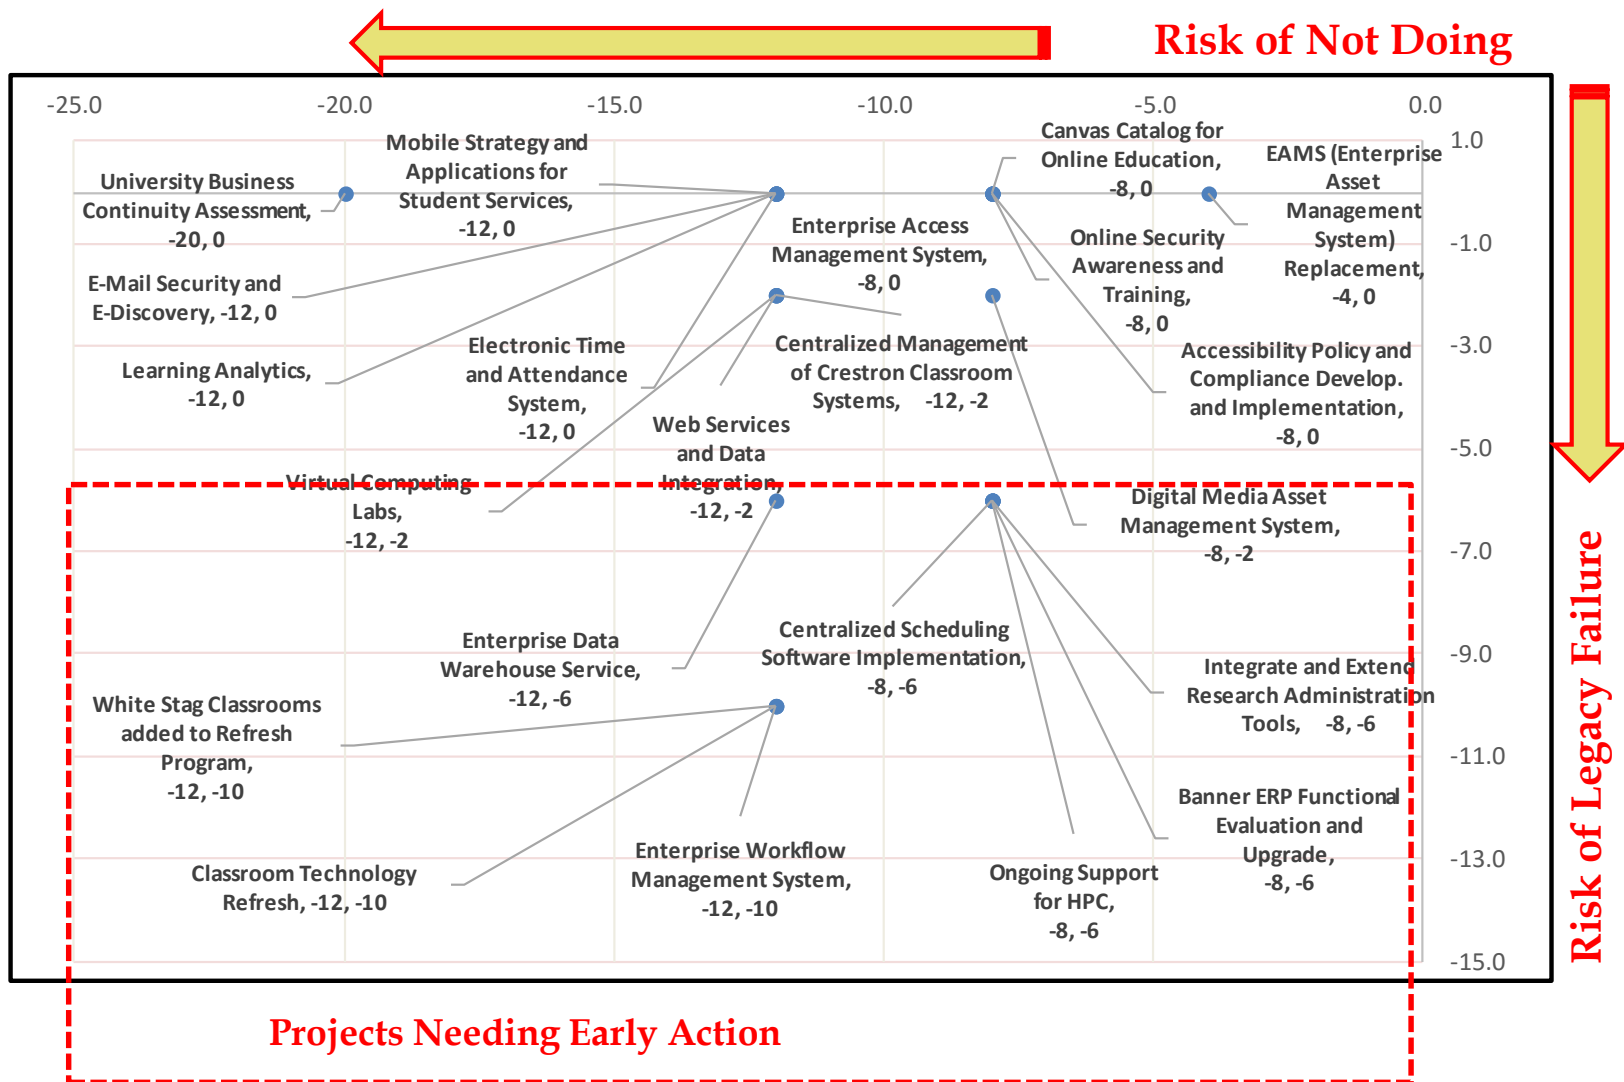 Risk of Not Doing
-25.0
-20.0
-15.0
-10.0
-5.0
0.0
1.0
-1.0
-3.0
-5.0
-7.0
-9.0
-11.0
-13.0
-15.0
University Business
Continuity Assessment,
-20, 0
Mobile Strategy and
Applications for
Student Services,
-12, 0
Canvas Catalog for
Online Education,
-8, 0
EAMS (Enterprise
Asset
Management
System)
Replacement,
-4, 0
Enterprise Access
Management System,
-8, 0
Online Security
Awareness and
Training,
-8, 0
E-Mail Security and
E-Discovery, -12, 0
Learning Analytics,
-12, 0
Electronic Time
and Attendance
System,
-12, 0
Centralized Management
of Crestron Classroom
Systems, -12, -2
Accessibility Policy and
Compliance Develop.
and Implementation,
-8, 0
Web Services
and Data
Integration,
-12, -2
Virtual Computing
Labs,
-12, -2
Digital Media Asset
Management System,
-8, -2
Enterprise Data
Warehouse Service,
-12, -6
Centralized Scheduling
Software Implementation,
-8, -6
Integrate and Extend
Research Administration
Tools, -8, -6
White Stag Classrooms
added to Refresh
Program,
-12, -10
Banner ERP Functional
Evaluation and
Upgrade,
-8, -6
Classroom Technology
Refresh, -12, -10
Enterprise Workflow
Management System,
-12, -10
Ongoing Support
for HPC,
-8, -6
Risk of Legacy Failure
Projects Needing Early Action